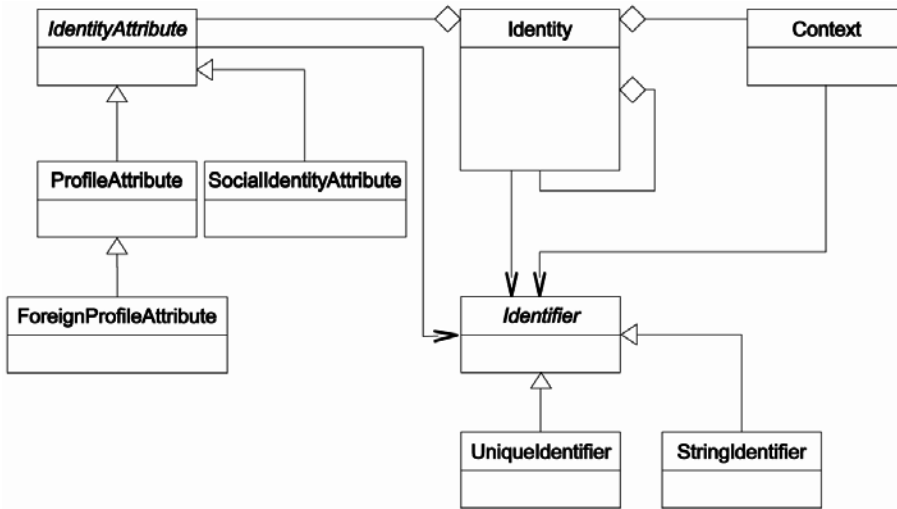 IdentityAttribute
Identity
Context
ProfileAttribute
SocialIdentityAttribute
ForeignProfileAttribute
Identifier
UniqueIdentifier
StringIdentifier